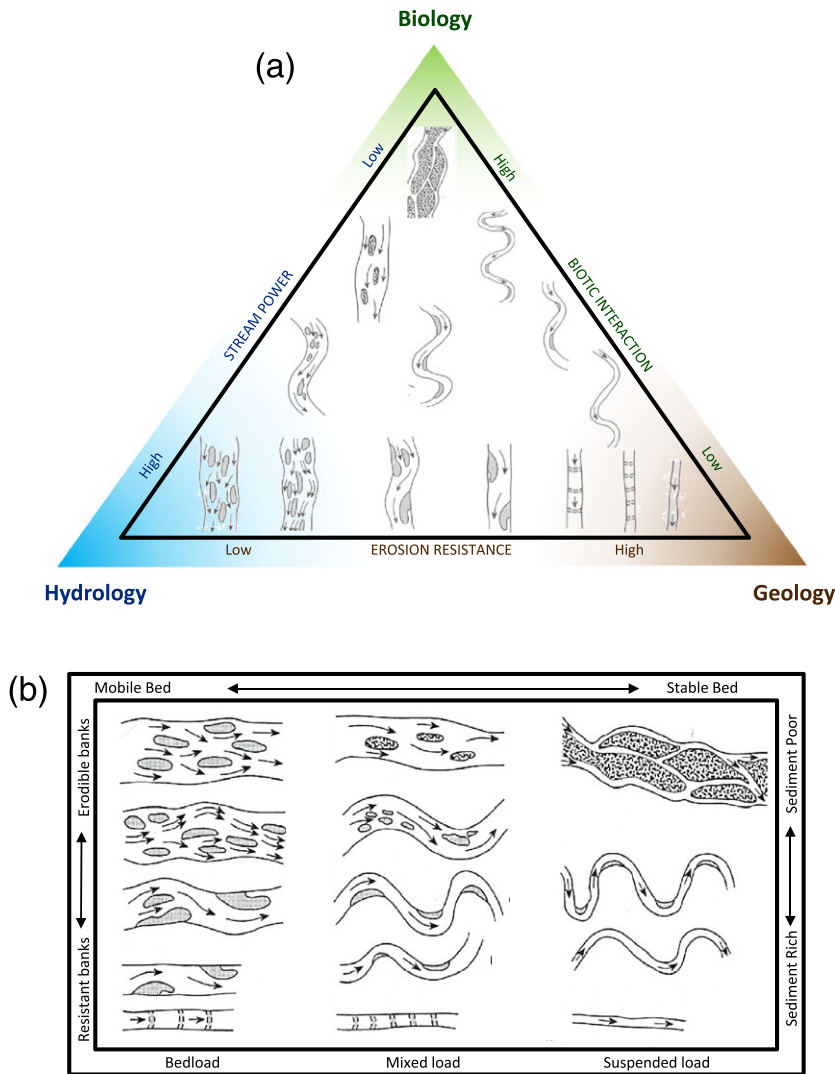 Biology
(a)
Low
High
STREAM POWER
BIOTIC INTERACTION
High
Low
Low
EROSION RESISTANCE
High
Hydrology
Geology
(b)
Mobile Bed
Stable Bed
Erodible banks
Resistant banks
Sediment Poor
Sediment Rich
Bedload
Mixed load
Suspended load